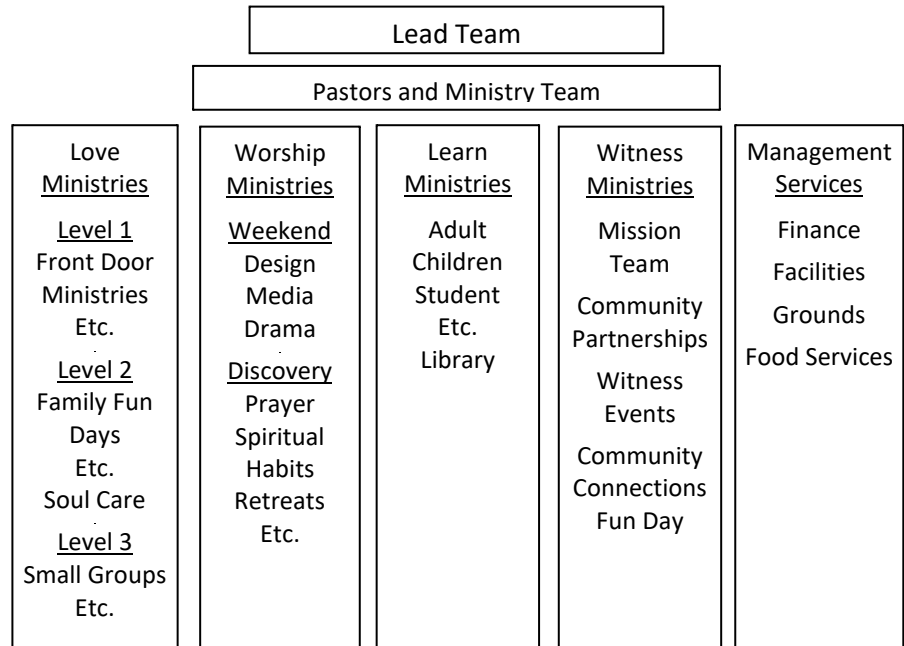 Lead Team
Pastors and Ministry Team
Love
Ministries
Level 1
Front Door
Ministries
Etc.
Level 2
Family Fun
Days
Etc.
Soul Care
Level 3
Small Groups
Etc.
Worship
Ministries
Weekend
Design
Media
Drama
Discovery
Prayer
Spiritual
Habits
Retreats
Etc.
Learn
Ministries
Adult
Children
Student
Etc.
Library
Witness
Ministries
Mission
Team
Community
Partnerships
Witness
Events
Community
Connections
Fun Day
Management
Services
Finance
Facilities
Grounds
Food Services